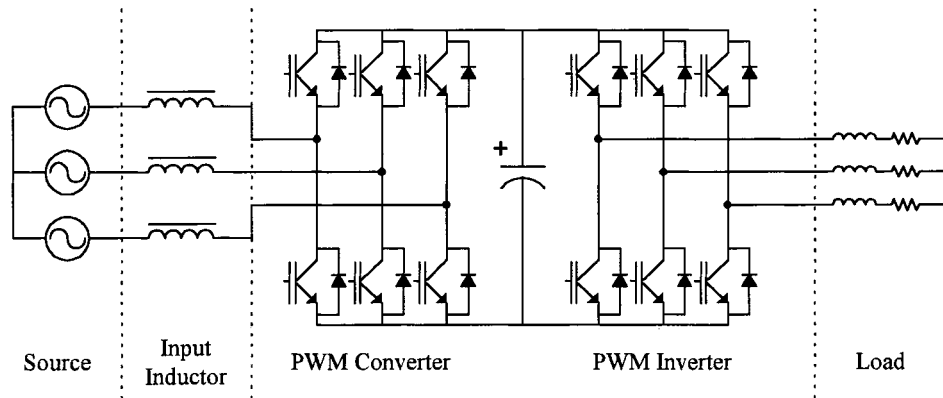 +
Source
Input
Inductor
PWM Converter
PWM Inverter
Load